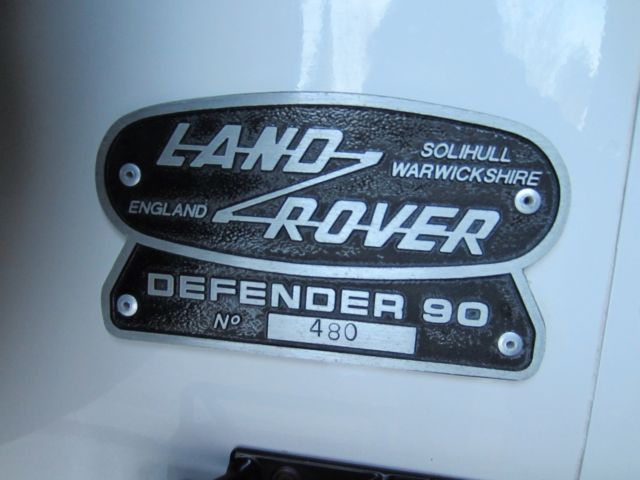 LAND ROVER
SOLIHULL
WARWICKSHIRE
ENGLAND
DEFENDER 90
Nº 480